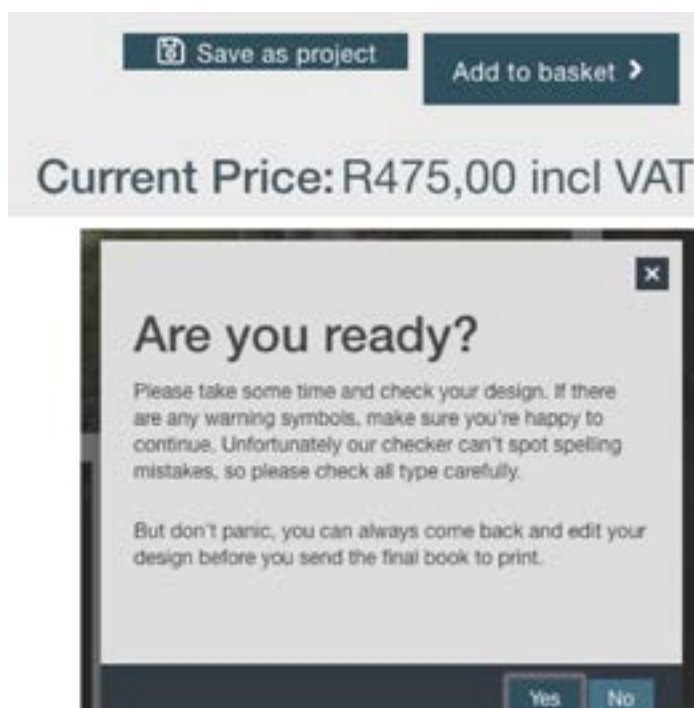 Save as project
Add to basket >
Current Price: R475,00 incl VAT
Are you ready?
Please take some time and check your design. If there
are any warning symbols, make sure you're happy to
continue. Unfortunately our checker can't spot spelling
mistakes, so please check all type carefully.
But don't panic, you can always come back and edit your
design before you send the final book to print.
Yes
No